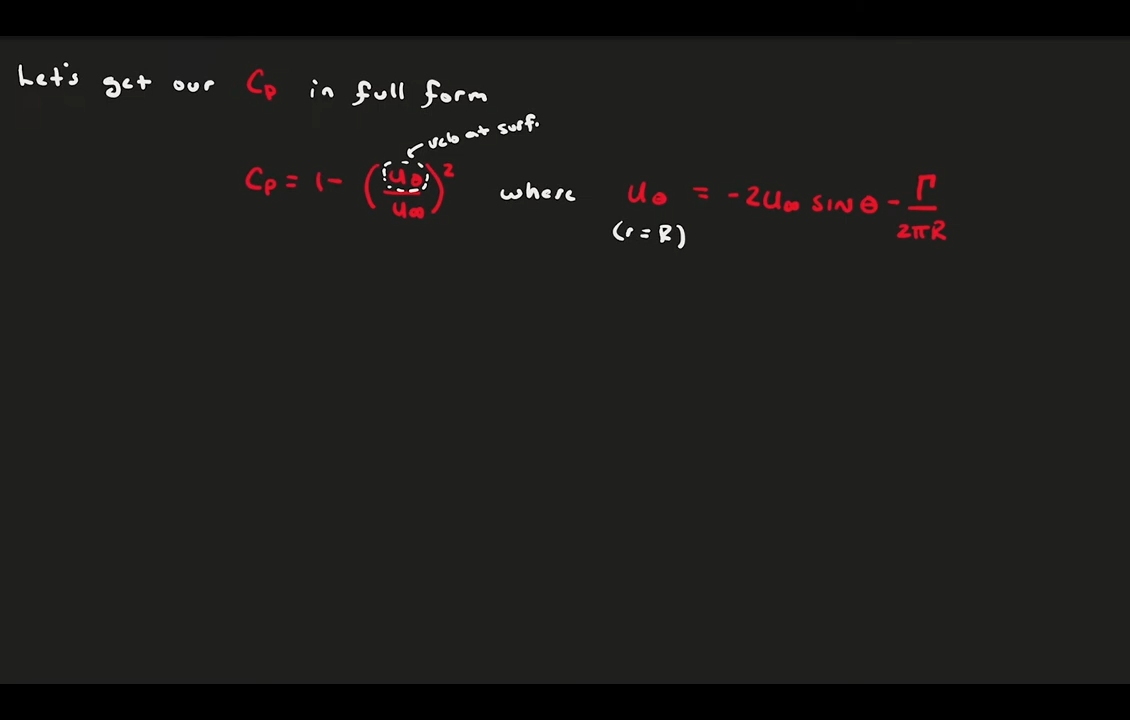 Let's get our Cp in full form
velo at surf.
Cp = 1 - (uθ/u∞)² where uθ = -2u∞ sin θ - Γ/2πR
(r = R)